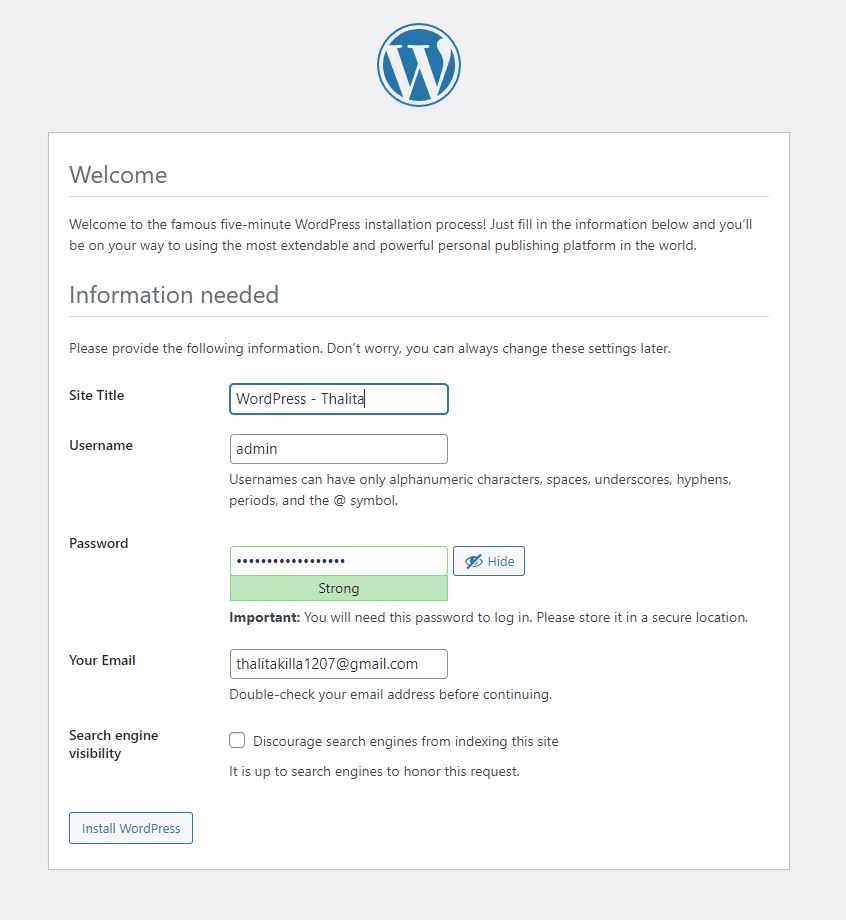 Welcome
Welcome to the famous five-minute WordPress installation process! Just fill in the information below and you’ll
be on your way to using the most extendable and powerful personal publishing platform in the world.
Information needed
Please provide the following information. Don’t worry, you can always change these settings later.
Site Title
WordPress - Thalita
Username
admin
Usernames can have only alphanumeric characters, spaces, underscores, hyphens,
periods, and the @ symbol.
Password
••••••••••••••••••
Hide
Strong
Important: You will need this password to log in. Please store it in a secure location.
Your Email
thalitakilla1207@gmail.com
Double-check your email address before continuing.
Search engine
visibility
Discourage search engines from indexing this site
It is up to search engines to honor this request.
Install WordPress